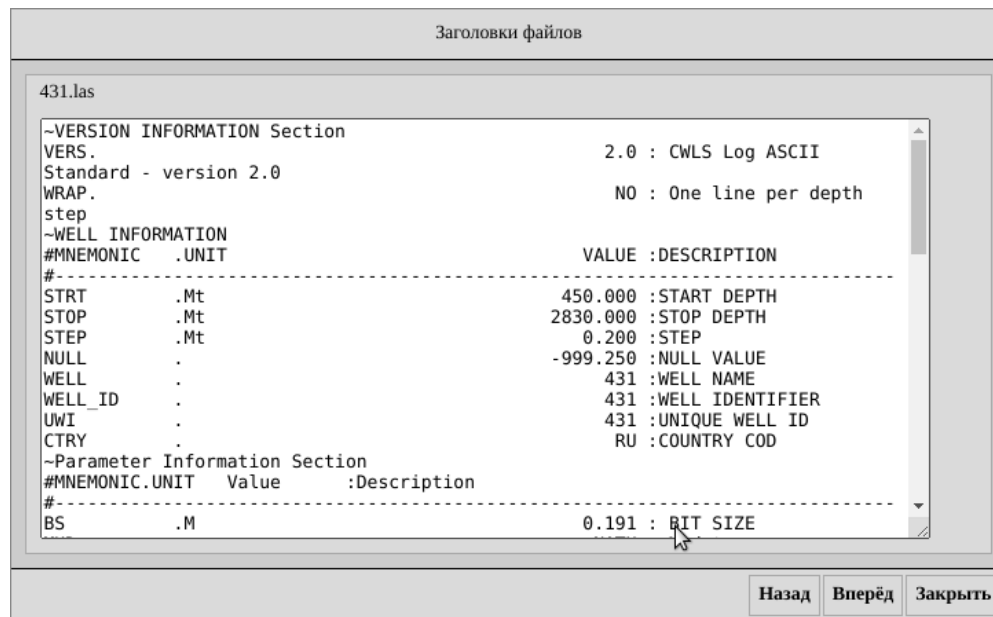 Заголовки файлов
431.las
~VERSION INFORMATION Section
VERS. 2.0 : CWLS Log ASCII
Standard - version 2.0
WRAP. NO : One line per depth
step
~WELL INFORMATION
#MNEMONIC .UNIT VALUE :DESCRIPTION
#------------------------------------------------------------------------------
STRT .Mt 450.000 :START DEPTH
STOP .Mt 2830.000 :STOP DEPTH
STEP .Mt 0.200 :STEP
NULL . -999.250 :NULL VALUE
WELL . 431 :WELL NAME
WELL_ID . 431 :WELL IDENTIFIER
UWI . 431 :UNIQUE WELL ID
CTRY . RU :COUNTRY COD
~Parameter Information Section
#MNEMONIC.UNIT Value :Description
#------------------------------------------------------------------------------
BS .M 0.191 : BIT SIZE
Назад Вперёд Закрыть